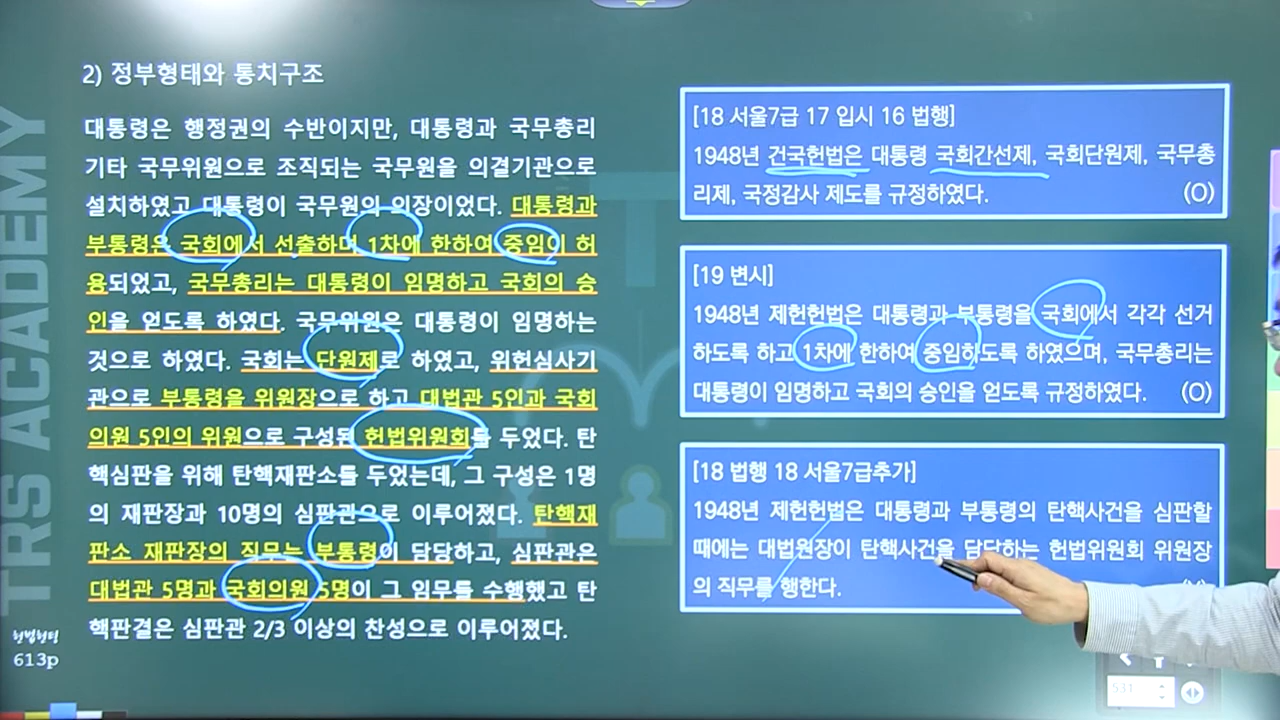 2) 정부형태와 통치구조
대통령은 행정권의 수반이지만, 대통령과 국무총리
기타 국무위원으로 조직되는 국무원을 의결기관으로
설치하였고 대통령이 국무원의 의장이었다. 대통령과
부통령은 국회에서 선출하며 1차에 한하여 중임이 허
용되었고, 국무총리는 대통령이 임명하고 국회의 승
인을 얻도록 하였다. 국무위원은 대통령이 임명하는
것으로 하였다. 국회는 단원제로 하였고, 위헌심사기
관으로 부통령을 위원장으로 하고 대법관 5인과 국회
의원 5인의 위원으로 구성된 헌법위원회를 두었다. 탄
핵심판을 위해 탄핵재판소를 두었는데, 그 구성은 1명
의 재판장과 10명의 심판관으로 이루어졌다. 탄핵재
판소 재판장의 직무는 부통령이 담당하고, 심판관은
대법관 5명과 국회의원 5명이 그 임무를 수행했고 탄
핵판결은 심판관 2/3 이상의 찬성으로 이루어졌다.
[18 서울7급 17 입시 16 법행]
1948년 건국헌법은 대통령 국회간선제, 국회단원제, 국무총
리제, 국정감사 제도를 규정하였다. (O)
[19 변시]
1948년 제헌헌법은 대통령과 부통령을 국회에서 각각 선거
하도록 하고 1차에 한하여 중임하도록 하였으며, 국무총리는
대통령이 임명하고 국회의 승인을 얻도록 규정하였다. (O)
[18 법행 18 서울7급추가]
1948년 제헌헌법은 대통령과 부통령의 탄핵사건을 심판할
때에는 대법원장이 탄핵사건을 담당하는 헌법위원회 위원장
의 직무를 행한다.
TRS ACADEMY
헌법헌터
613p
531